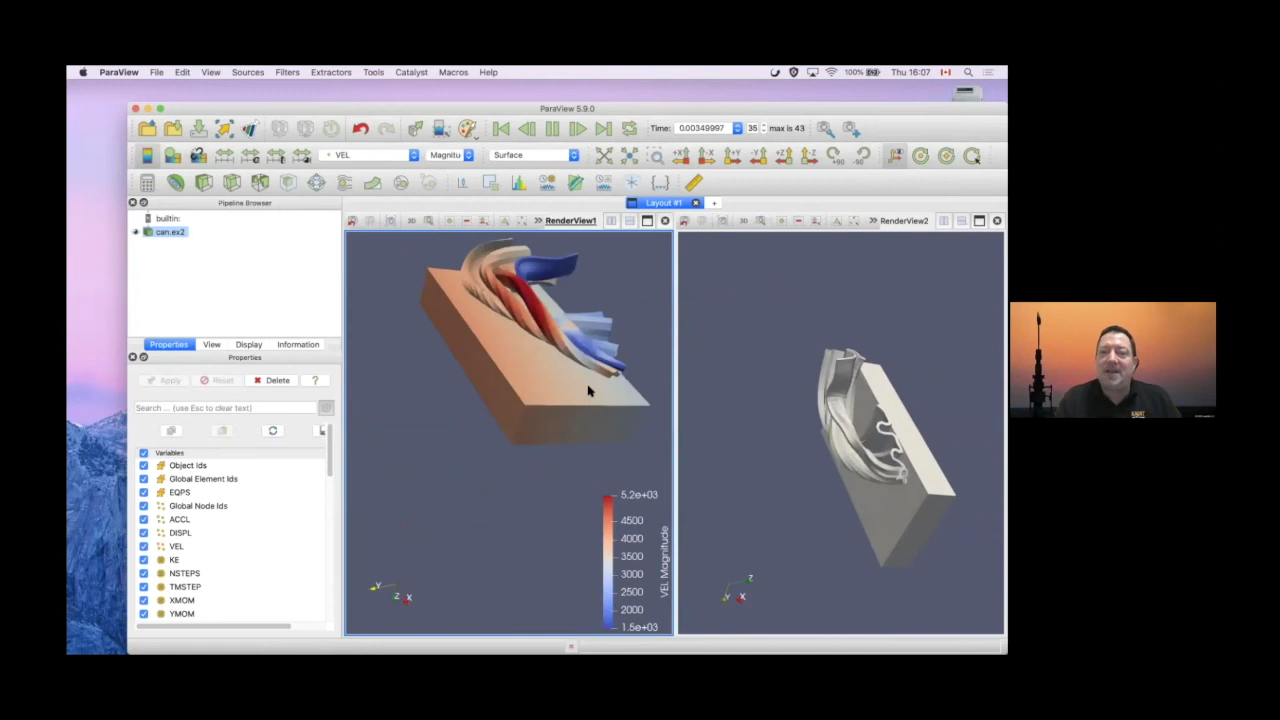 ParaView File Edit View Sources Filters Extractors Tools Catalyst Macros Help 100% Thu 16:07
ParaView 5.9.0
Time: 0.00349997 35 max is 43
VEL Magnitu Surface +X -X +Y -Y +Z -Z +90 -90
Pipeline Browser Layout #1 +
builtin: RenderView1 3D RenderView2
can.ex2
Properties View Display Information
Properties
Apply Reset Delete ?
Search ... (use Esc to clear text)
Variables
Object Ids
Global Element Ids
EQPS
Global Node Ids
ACCL
DISPL
VEL
KE
NSTEPS
TMSTEP
XMOM
YMOM
5.2e+03
4500
4000
3500
3000
2500
2000
1.5e+03
VEL Magnitude
Y Z X
Z Y X